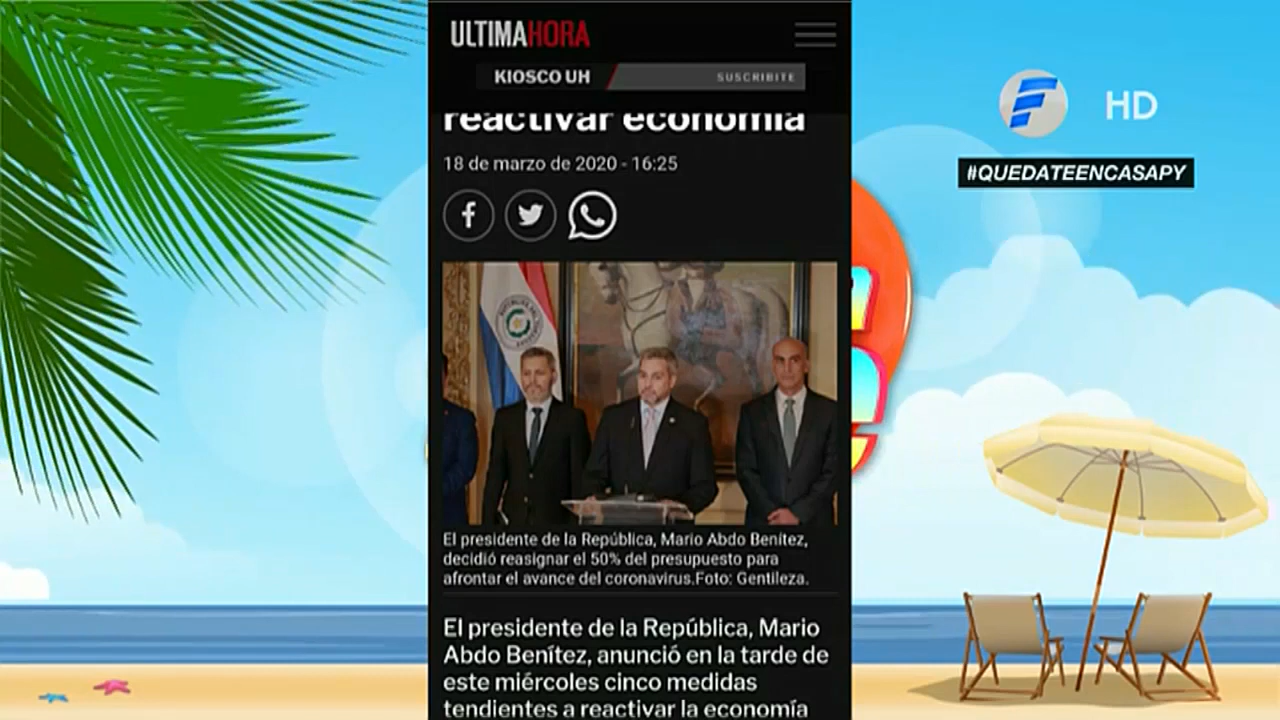 ULTIMAHORA
KIOSCO UH
SUSCRIBITE
reactivar economía
18 de marzo de 2020 - 16:25
El presidente de la República, Mario Abdo Benítez,
decidió reasignar el 50% del presupuesto para
afrontar el avance del coronavirus.Foto: Gentileza.
El presidente de la República, Mario
Abdo Benítez, anunció en la tarde de
este miércoles cinco medidas
tendientes a reactivar la economía
HD
#QUEDATEENCASAPY